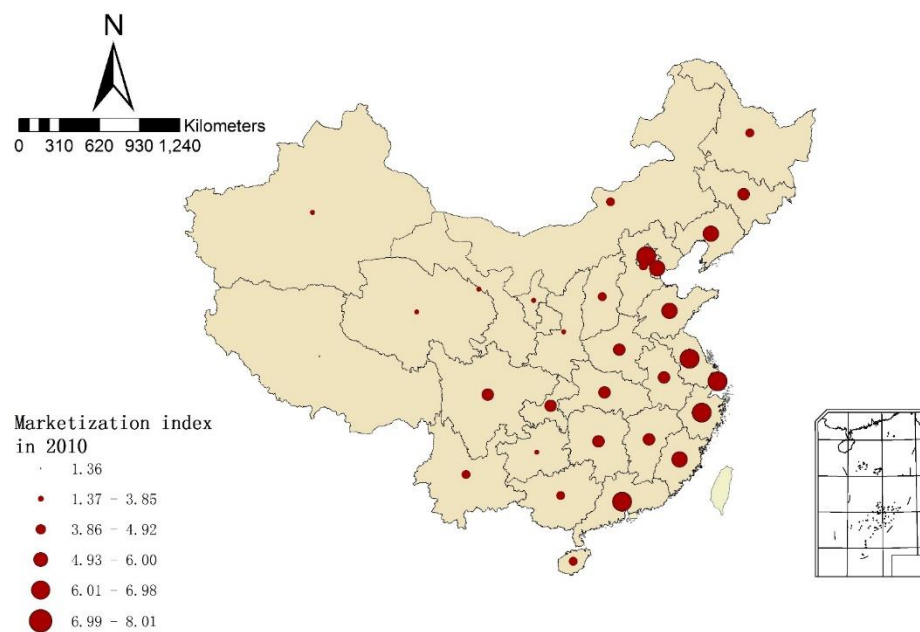 N
Kilometers
0 310 620 930 1,240
Marketization index
in 2010
1.36
1.37 - 3.85
3.86 - 4.92
4.93 - 6.00
6.01 - 6.98
6.99 - 8.01